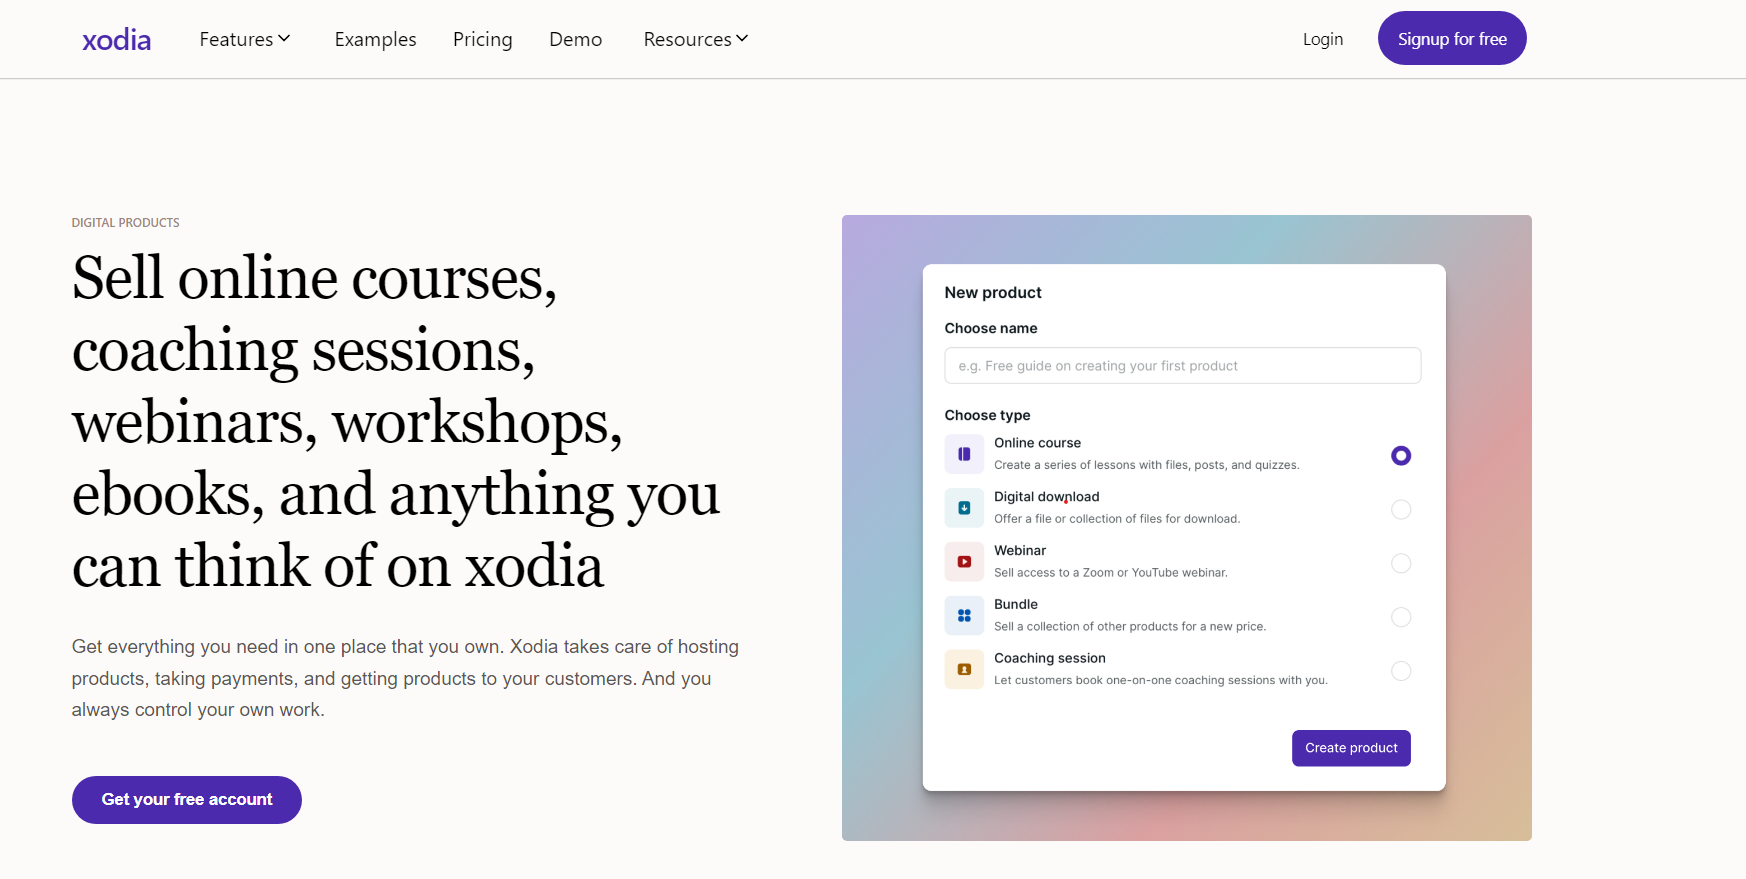 xodia
Features
Examples
Pricing
Demo
Resources
Login
Signup for free
DIGITAL PRODUCTS
Sell online courses,
coaching sessions,
webinars, workshops,
ebooks, and anything you
can think of on xodia
Get everything you need in one place that you own. Xodia takes care of hosting
products, taking payments, and getting products to your customers. And you
always control your own work.
Get your free account
New product
Choose name
e.g. Free guide on creating your first product
Choose type
Online course
Create a series of lessons with files, posts, and quizzes.
Digital download
Offer a file or collection of files for download.
Webinar
Sell access to a Zoom or YouTube webinar.
Bundle
Sell a collection of other products for a new price.
Coaching session
Let customers book one-on-one coaching sessions with you.
Create product